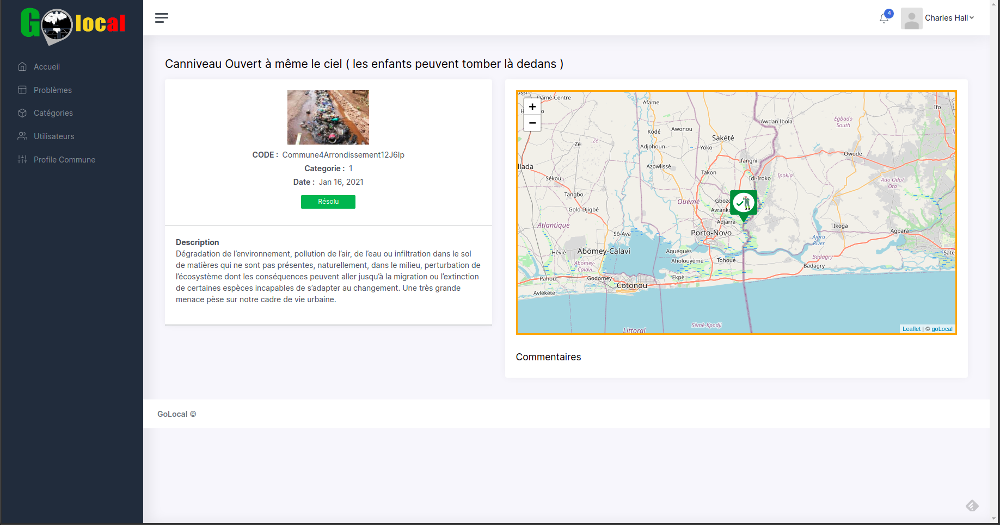 Go local
4
Charles Hall
Accueil
Problèmes
Catégories
Utilisateurs
Profile Commune
Canniveau Ouvert à même le ciel ( les enfants peuvent tomber là dedans )
CODE : Commune4Arrondissement12J6lp
Categorie : 1
Date : Jan 16, 2021
Résolu
Description
Dégradation de l’environnement, pollution de l’air, de l’eau ou infiltration dans le sol
de matières qui ne sont pas présentes, naturellement, dans le milieu, perturbation de
l’écosystème dont les conséquences peuvent aller jusqu’à la migration ou l’extinction
de certaines espèces incapables de s’adapter au changement. Une très grande
menace pèse sur notre cadre de vie urbaine.
+
−
Damè-Centre
Afame
Ifo
Awdan Ibola
Egbado
South
Kodé
Awonou
Sakété
Zè
Zè
Adjohoun
Yoko
Owode
Ifangni
Azowlissè
llada
Takon
Idi-Iroko
Ipokia
Sékou
Ado Odo/
Ota
Tangbo
Ouémé
Gbozo
Golo-Djigbé
Avranko
Adjarra
Atlantique
Ikoga
Agbara
Sô-Ava
Porto-Novo
Ajara
River
Hêvié
Abomey-Calavi
Aguégués
Sate
Badagry
Aholouyèmè
Tohoué
Abomey-
Calavi
Badagry
Pahou
Godomey
Ekpè
Cotonou
Avlékété
Sèmè-Kpodji
Littoral
Leaflet | © goLocal
Commentaires
GoLocal ©